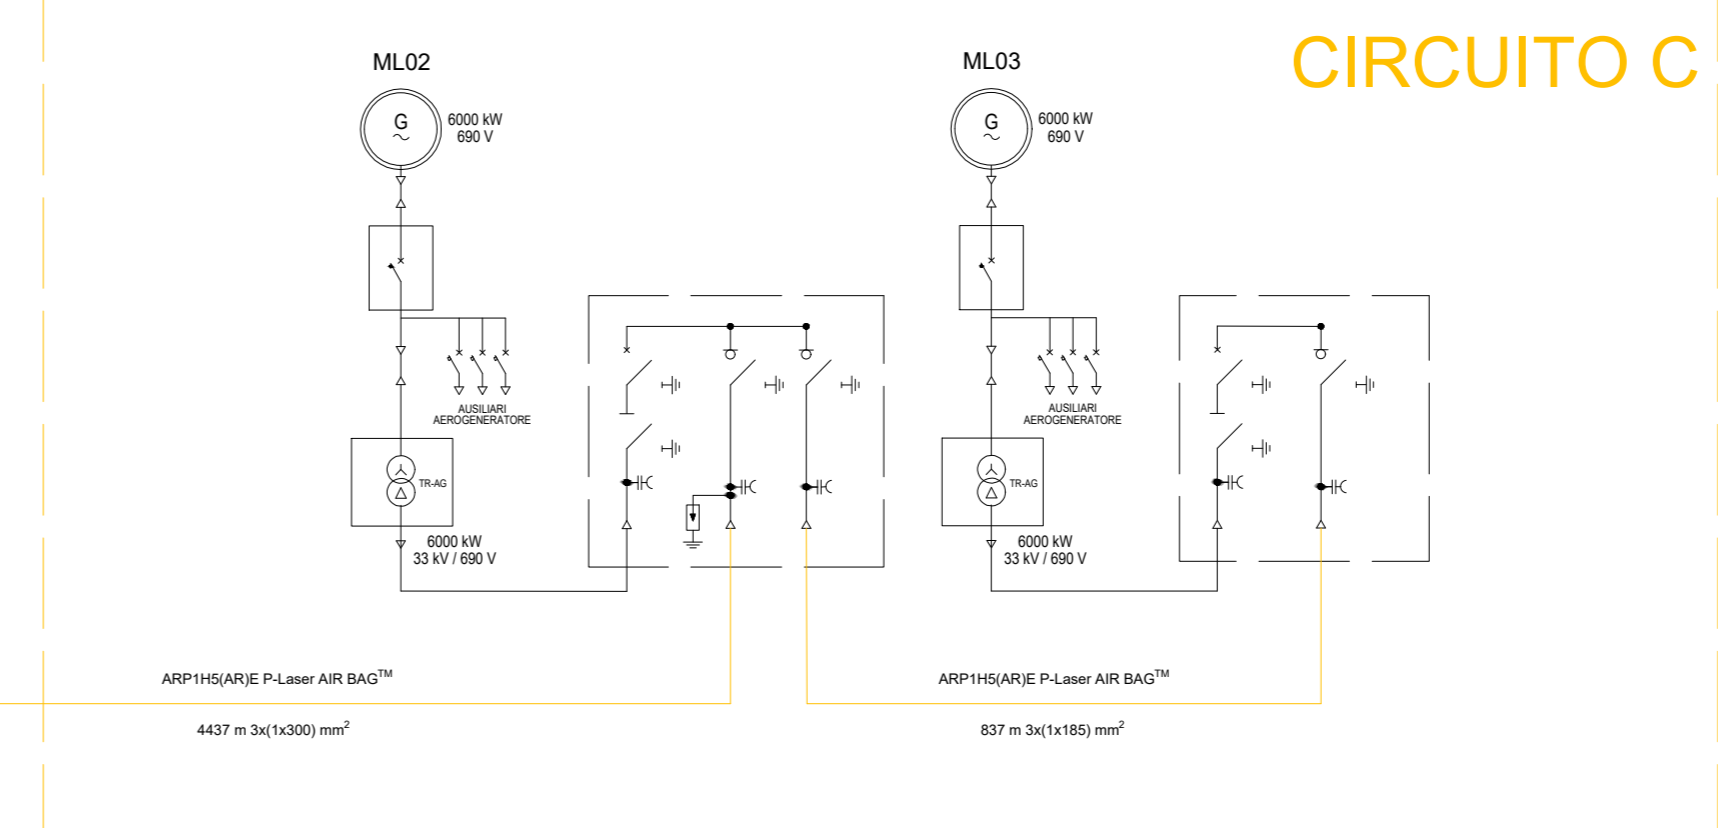 CIRCUITO C
ML02
G
6000 kW
690 V
AUSILIARI
AEROGENERATORE
TR-AG
6000 kW
33 kV / 690 V
ML03
G
6000 kW
690 V
AUSILIARI
AEROGENERATORE
TR-AG
6000 kW
33 kV / 690 V
ARP1H5(AR)E P-Laser AIR BAG™
4437 m 3x(1x300) mm²
ARP1H5(AR)E P-Laser AIR BAG™
837 m 3x(1x185) mm²